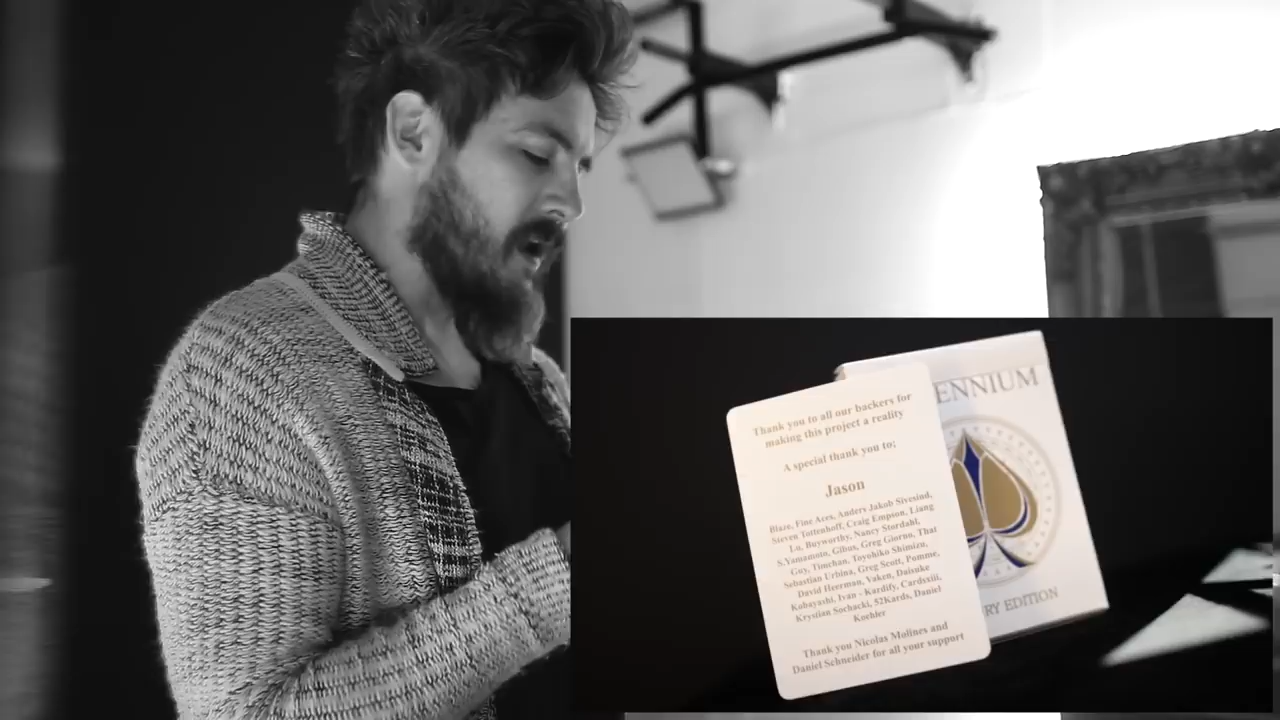 Thank you to all our backers for
making this project a reality
A special thank you to;
Jason
Blaze, Fine Aces, Anders Jakob Sivesind,
Steven Tottenhoff, Craig Empson, Liang
Lu, Buyworthy, Nancy Stordahl,
S.Yamamoto, Gibus, Greg Giorno, That
Guy, Timchan, Toyohiko Shimizu,
Sebastian Urbina, Greg Scott, Pomme,
David Heerman, Vaken, Daisuke
Kobayashi, Ivan - Kardify, Cardsxiii,
Krystian Sochacki, 52Kards, Daniel
Koehler
Thank you Nicolas Molines and
Daniel Schneider for all your support
ENNIUM
RY EDITION